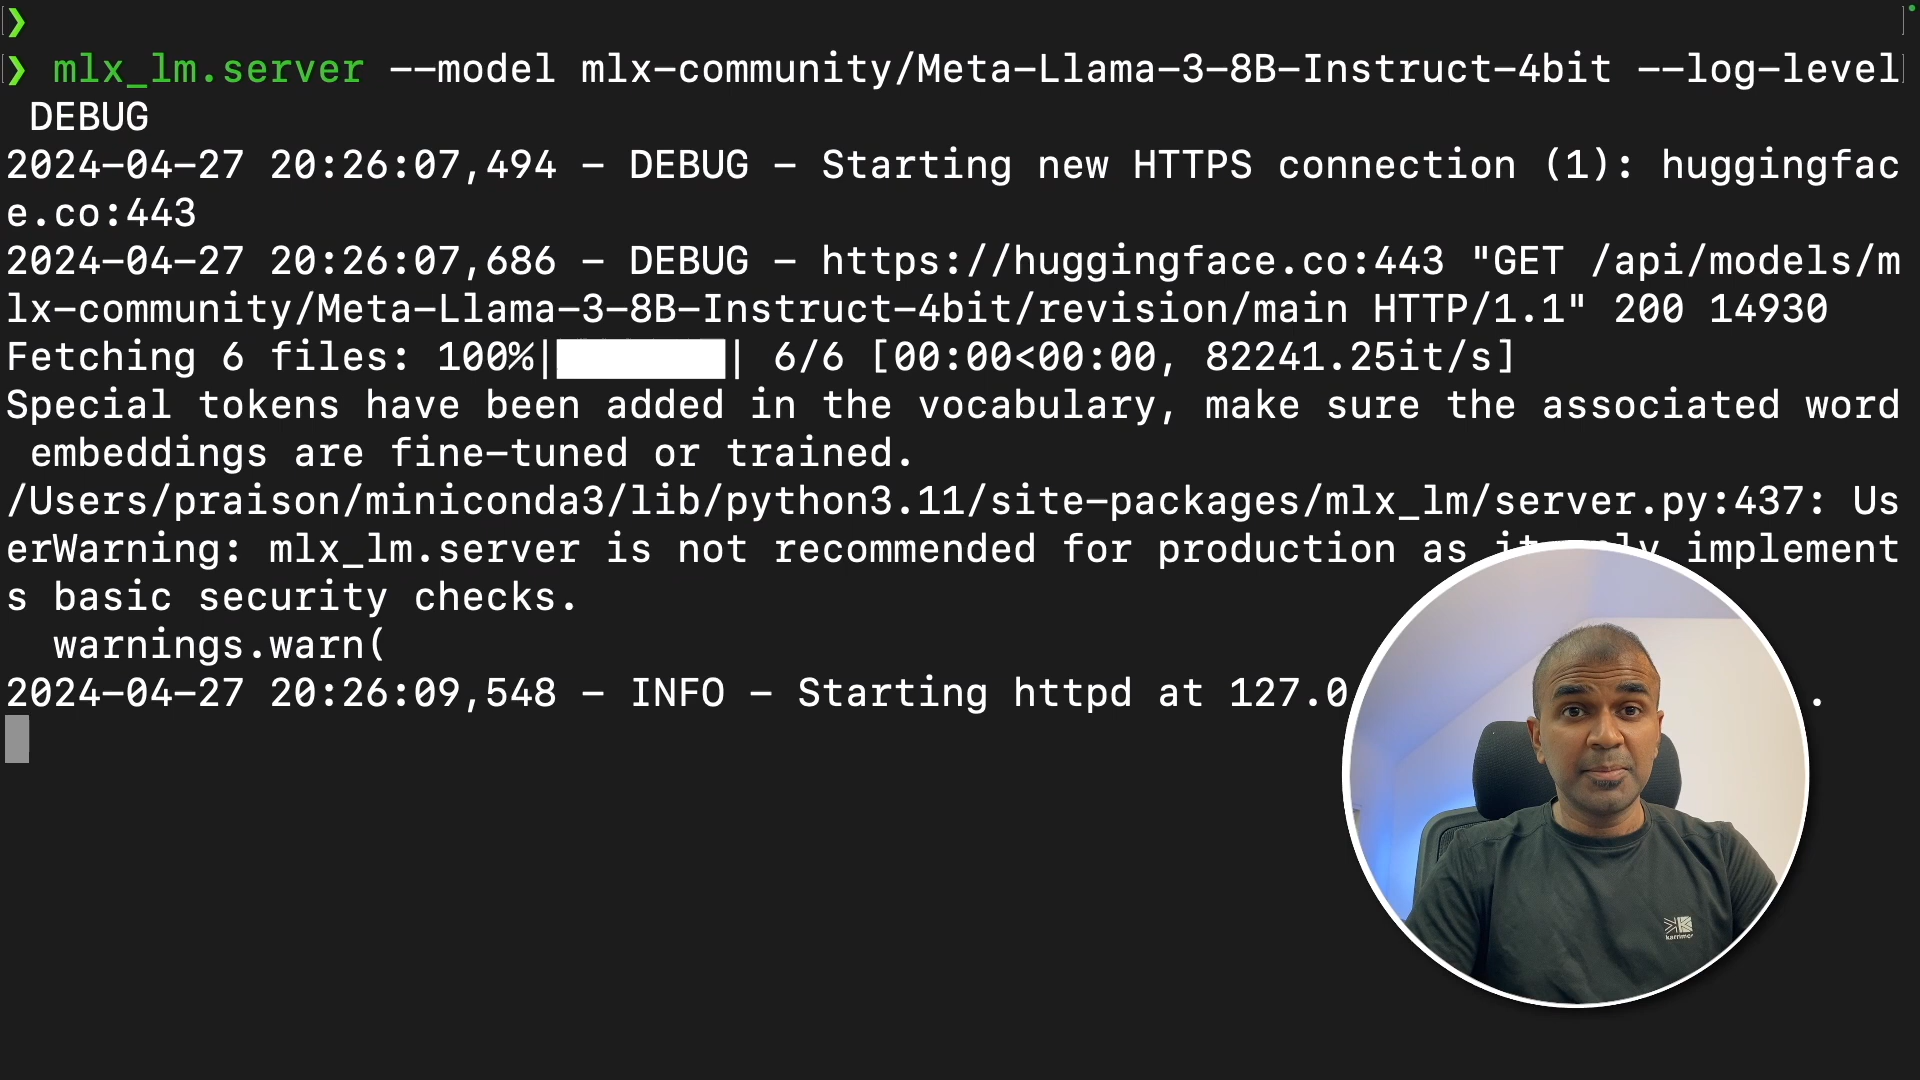 ❯
❯ mlx_lm.server --model mlx-community/Meta-Llama-3-8B-Instruct-4bit --log-level
DEBUG
2024-04-27 20:26:07,494 - DEBUG - Starting new HTTPS connection (1): huggingfac
e.co:443
2024-04-27 20:26:07,686 - DEBUG - https://huggingface.co:443 "GET /api/models/m
lx-community/Meta-Llama-3-8B-Instruct-4bit/revision/main HTTP/1.1" 200 14930
Fetching 6 files: 100%|███████| 6/6 [00:00<00:00, 82241.25it/s]
Special tokens have been added in the vocabulary, make sure the associated word
embeddings are fine-tuned or trained.
/Users/praison/miniconda3/lib/python3.11/site-packages/mlx_lm/server.py:437: Us
erWarning: mlx_lm.server is not recommended for production as it only implement
s basic security checks.
warnings.warn(
2024-04-27 20:26:09,548 - INFO - Starting httpd at 127.0
karrimor